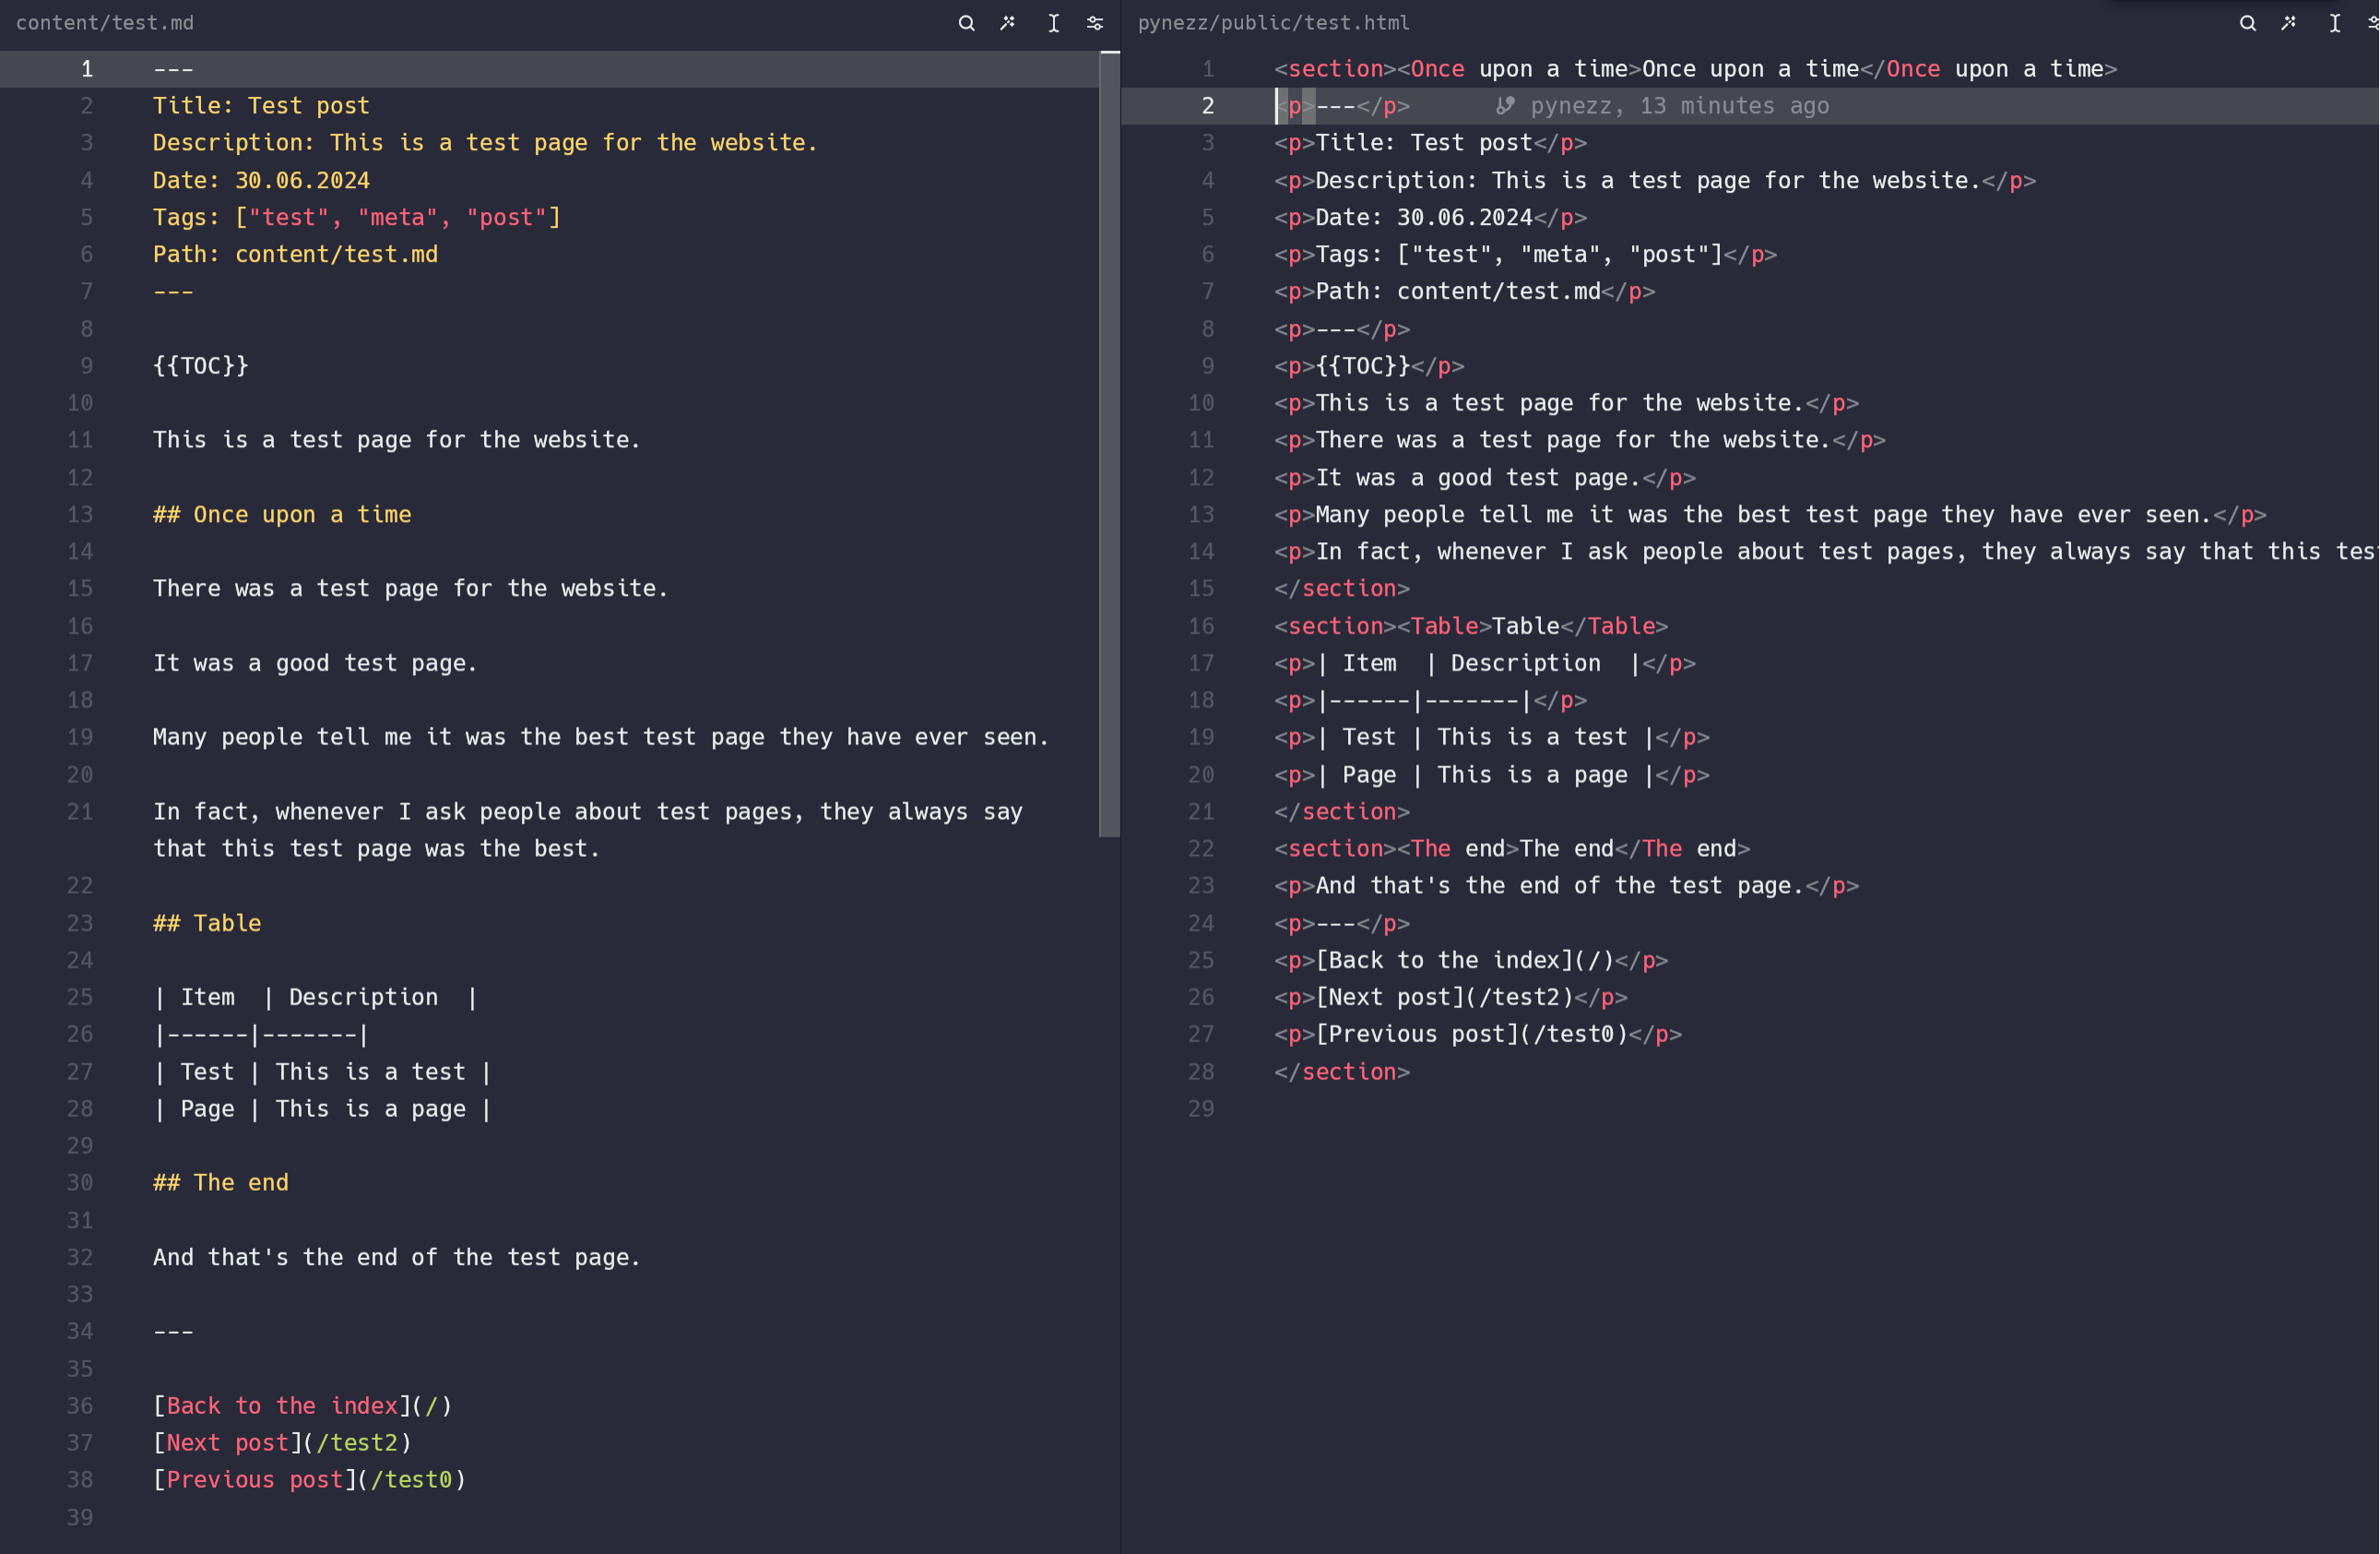 content/test.md
1 ---
2 Title: Test post
3 Description: This is a test page for the website.
4 Date: 30.06.2024
5 Tags: ["test", "meta", "post"]
6 Path: content/test.md
7 ---
8
9 {{TOC}}
10
11 This is a test page for the website.
12
13 ## Once upon a time
14
15 There was a test page for the website.
16
17 It was a good test page.
18
19 Many people tell me it was the best test page they have ever seen.
20
21 In fact, whenever I ask people about test pages, they always say
that this test page was the best.
22
23 ## Table
24
25 | Item  | Description  |
26 |------|-------|
27 | Test | This is a test |
28 | Page | This is a page |
29
30 ## The end
31
32 And that's the end of the test page.
33
34 ---
35
36 [Back to the index](/)
37 [Next post](/test2)
38 [Previous post](/test0)
39
pynezz/public/test.html
1 <section><Once upon a time>Once upon a time</Once upon a time>
2 <p>---</p> pynezz, 13 minutes ago
3 <p>Title: Test post</p>
4 <p>Description: This is a test page for the website.</p>
5 <p>Date: 30.06.2024</p>
6 <p>Tags: ["test", "meta", "post"]</p>
7 <p>Path: content/test.md</p>
8 <p>---</p>
9 <p>{{TOC}}</p>
10 <p>This is a test page for the website.</p>
11 <p>There was a test page for the website.</p>
12 <p>It was a good test page.</p>
13 <p>Many people tell me it was the best test page they have ever seen.</p>
14 <p>In fact, whenever I ask people about test pages, they always say that this tes
15 </section>
16 <section><Table>Table</Table>
17 <p>| Item  | Description  |</p>
18 <p>|------|-------|</p>
19 <p>| Test | This is a test |</p>
20 <p>| Page | This is a page |</p>
21 </section>
22 <section><The end>The end</The end>
23 <p>And that's the end of the test page.</p>
24 <p>---</p>
25 <p>[Back to the index](/)</p>
26 <p>[Next post](/test2)</p>
27 <p>[Previous post](/test0)</p>
28 </section>
29